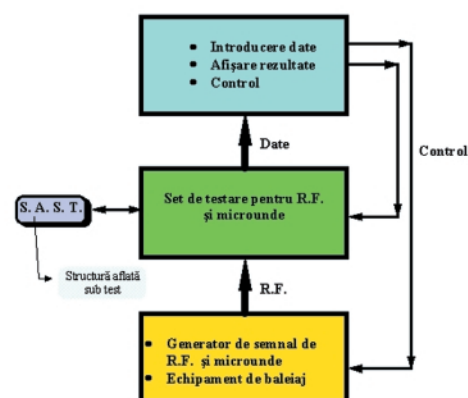 • Introducere date
• Afişare rezultate
• Control
Date
Control
Set de testare pentru R.F.
şi microunde
S. A. S. T.
Structură aflată
sub test
R.F.
• Generator de semnal de
R.F. şi microunde
• Echipament de baleiaj